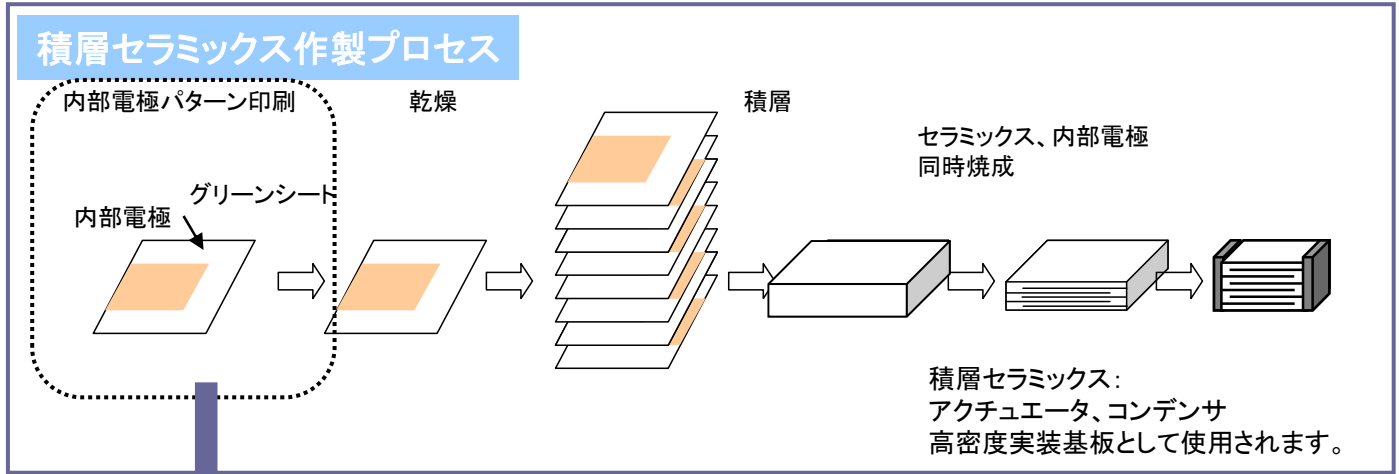 積層セラミックス作製プロセス
内部電極パターン印刷
乾燥
積層
セラミックス、内部電極
同時焼成
グリーンシート
内部電極
積層セラミックス：
アクチュエータ、コンデンサ
高密度実装基板として使用されます。